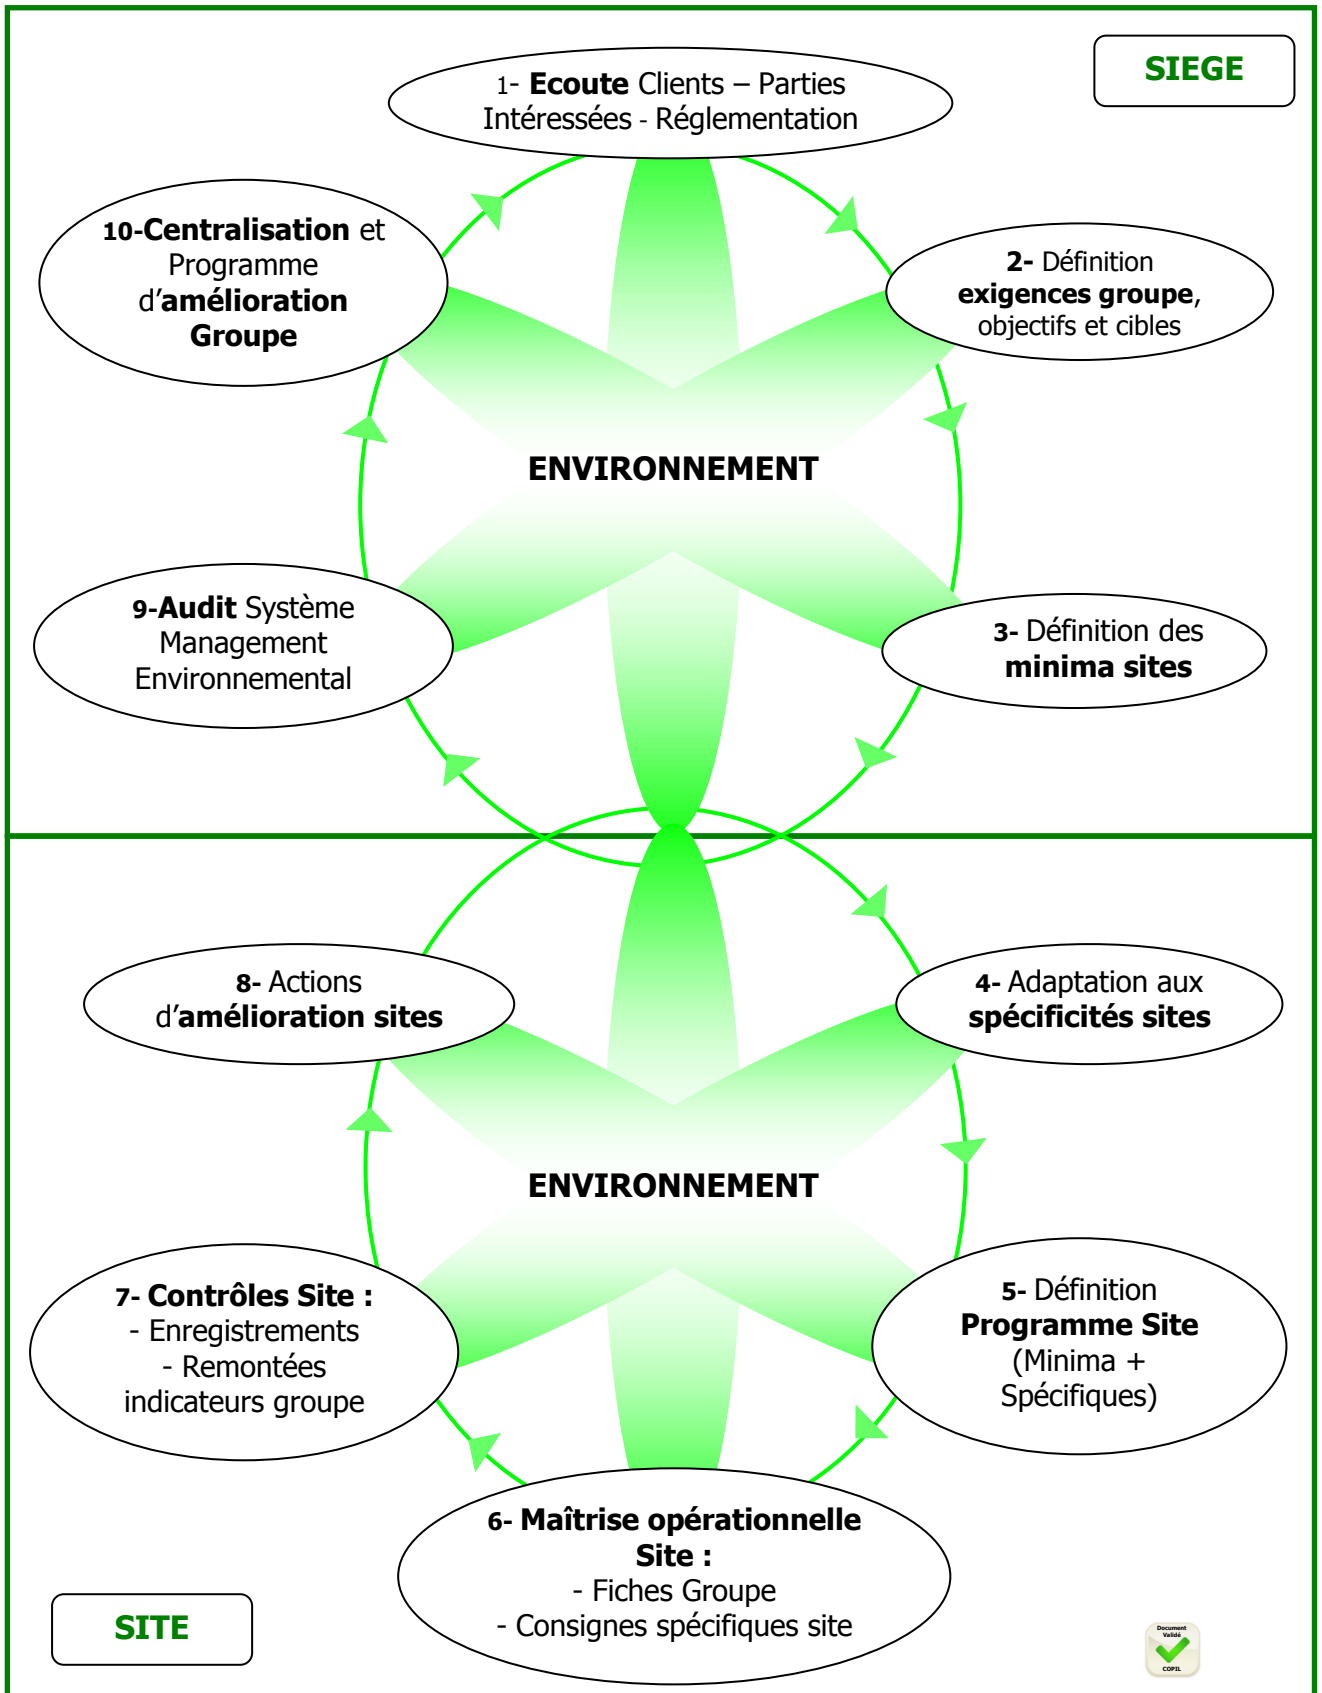 SIEGE
1- Ecoute Clients – Parties
Intéressées - Réglementation
10-Centralisation et
Programme
d’amélioration
Groupe
2- Définition
exigences groupe,
objectifs et cibles
ENVIRONNEMENT
9-Audit Système
Management
Environnemental
3- Définition des
minima sites
8- Actions
d’amélioration sites
4- Adaptation aux
spécificités sites
ENVIRONNEMENT
7- Contrôles Site :
- Enregistrements
- Remontées
indicateurs groupe
5- Définition
Programme Site
(Minima +
Spécifiques)
6- Maîtrise opérationnelle
Site :
- Fiches Groupe
- Consignes spécifiques site
SITE
Document
Validé
COPIL